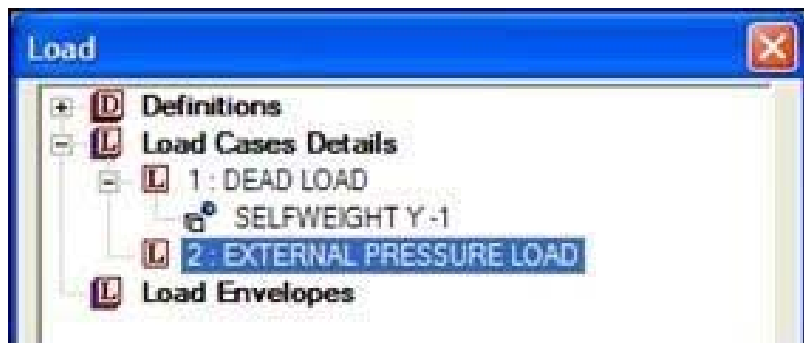 Load
Definitions
Load Cases Details
1 : DEAD LOAD
SELFWEIGHT Y -1
2 : EXTERNAL PRESSURE LOAD
Load Envelopes